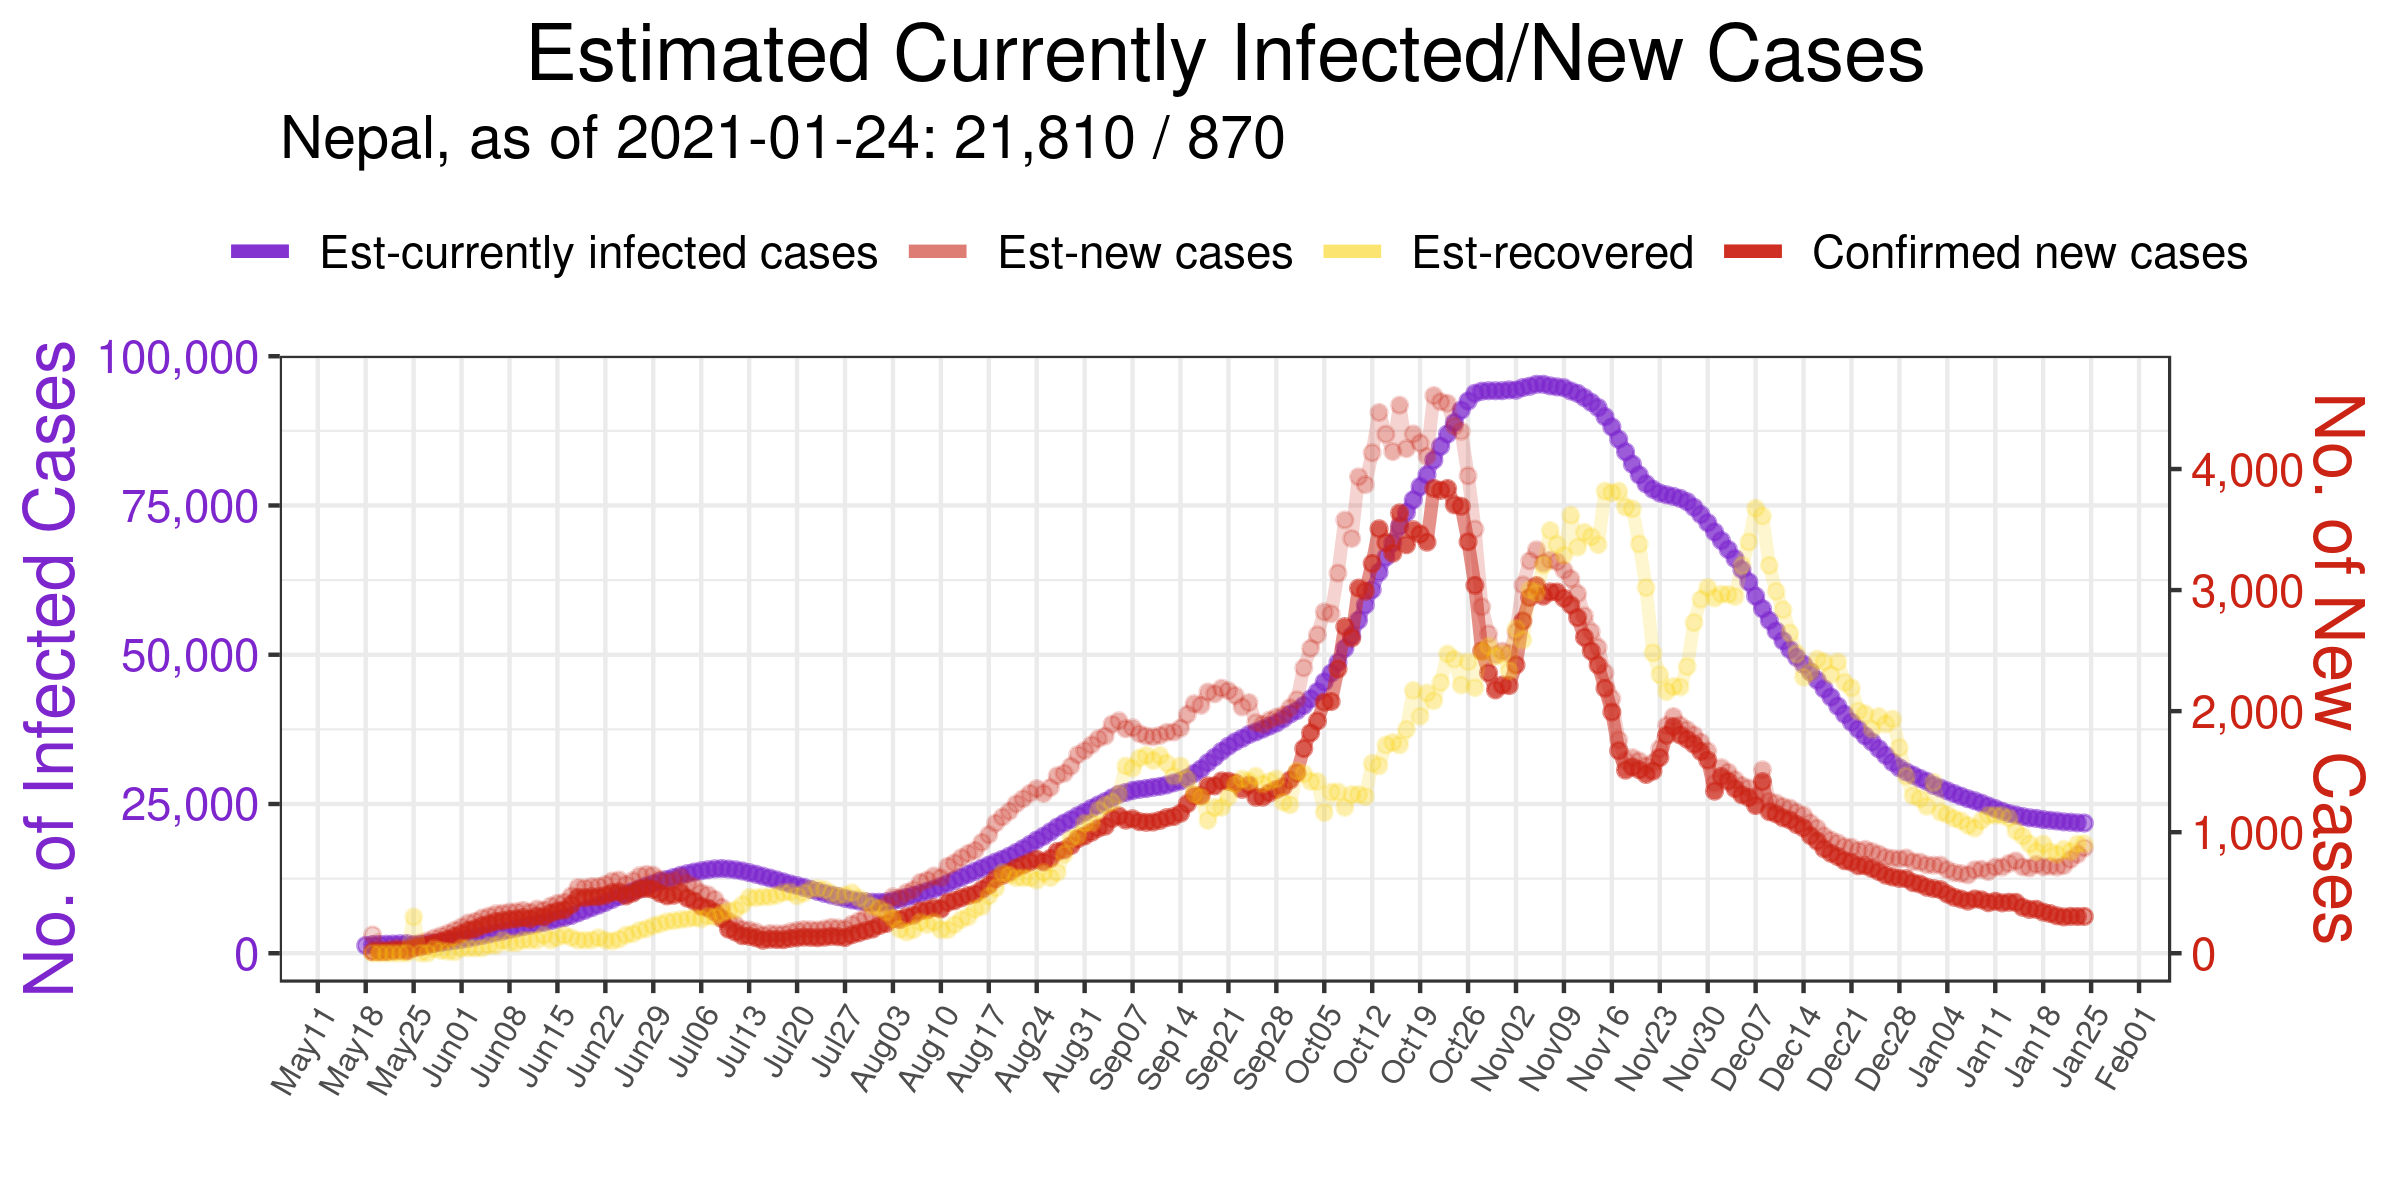 Estimated Currently Infected/New Cases
Nepal, as of 2021-01-24: 21,810 / 870
Est-currently infected cases Est-new cases Est-recovered Confirmed new cases
No. of Infected Cases
100,000
75,000
50,000
25,000
0
4,000
3,000
2,000
1,000
0
No. of New Cases
May11 May18 May25 Jun01 Jun08 Jun15 Jun22 Jun29 Jul06 Jul13 Jul20 Jul27 Aug03 Aug10 Aug17 Aug24 Aug31 Sep07 Sep14 Sep21 Sep28 Oct05 Oct12 Oct19 Oct26 Nov02 Nov09 Nov16 Nov23 Nov30 Dec07 Dec14 Dec21 Dec28 Jan04 Jan11 Jan18 Jan25 Feb01